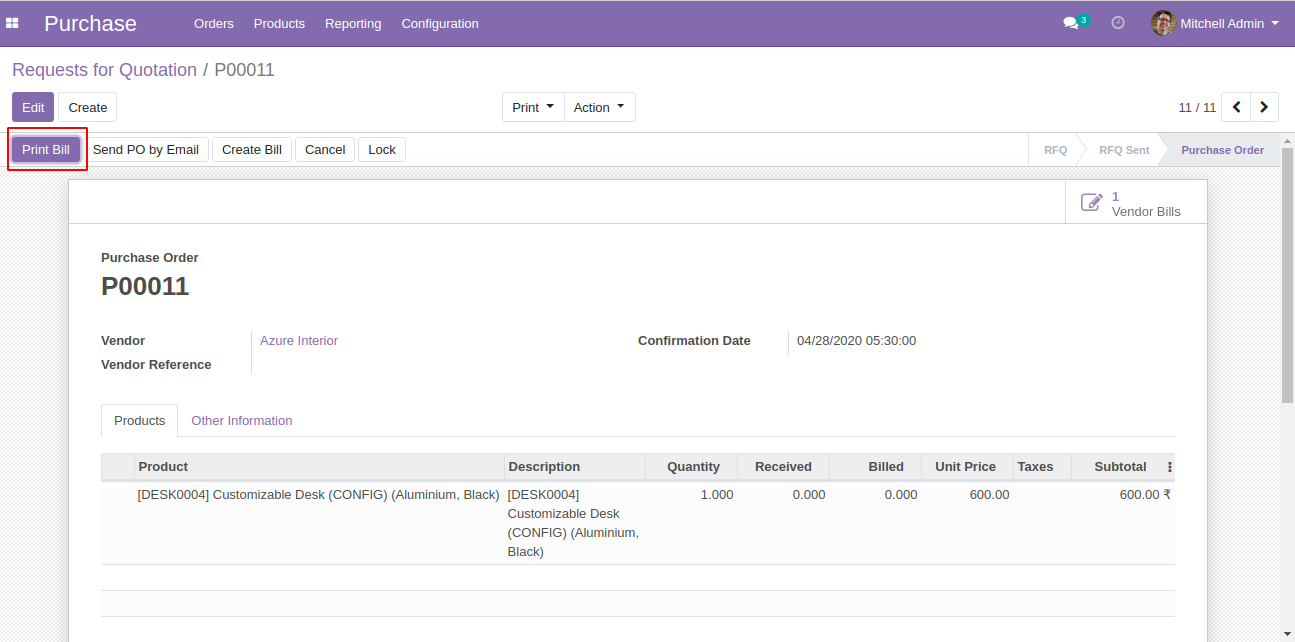 Purchase Orders Products Reporting Configuration 3 Mitchell Admin
Requests for Quotation / P00011
Edit Create Print Action 11 / 11
Print Bill Send PO by Email Create Bill Cancel Lock RFQ RFQ Sent Purchase Order
1
Vendor Bills
Purchase Order
P00011
Vendor Azure Interior Confirmation Date 04/28/2020 05:30:00
Vendor Reference
Products Other Information
Product Description Quantity Received Billed Unit Price Taxes Subtotal
[DESK0004] Customizable Desk (CONFIG) (Aluminium, Black) [DESK0004] 1.000 0.000 0.000 600.00 600.00 ₹
Customizable Desk
(CONFIG) (Aluminium,
Black)